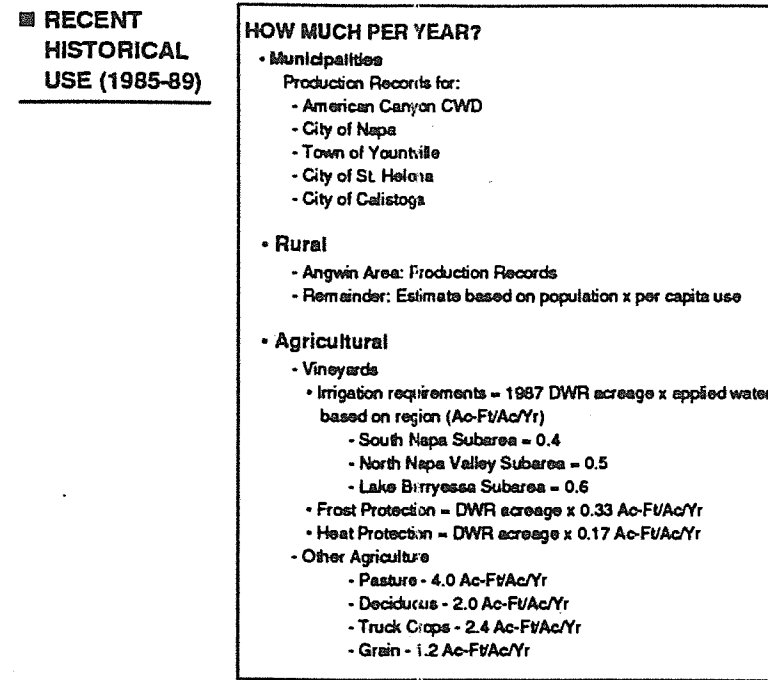 ■ RECENT
HISTORICAL
USE (1985-89)
HOW MUCH PER YEAR?
• Municipalities
Production Records for:
- American Canyon CWD
- City of Napa
- Town of Yountville
- City of St. Helena
- City of Calistoga
• Rural
- Angwin Area: Production Records
- Remainder: Estimate based on population x per capita use
• Agricultural
- Vineyards
• Irrigation requirements = 1987 DWR acreage x applied water
based on region (Ac-Ft/Ac/Yr)
- South Napa Subarea = 0.4
- North Napa Valley Subarea = 0.5
- Lake Berryessa Subarea = 0.6
• Frost Protection = DWR acreage x 0.33 Ac-Ft/Ac/Yr
• Heat Protection = DWR acreage x 0.17 Ac-Ft/Ac/Yr
- Other Agriculture
- Pasture - 4.0 Ac-Ft/Ac/Yr
- Deciduous - 2.0 Ac-Ft/Ac/Yr
- Truck Crops - 2.4 Ac-Ft/Ac/Yr
- Grain - 1.2 Ac-Ft/Ac/Yr